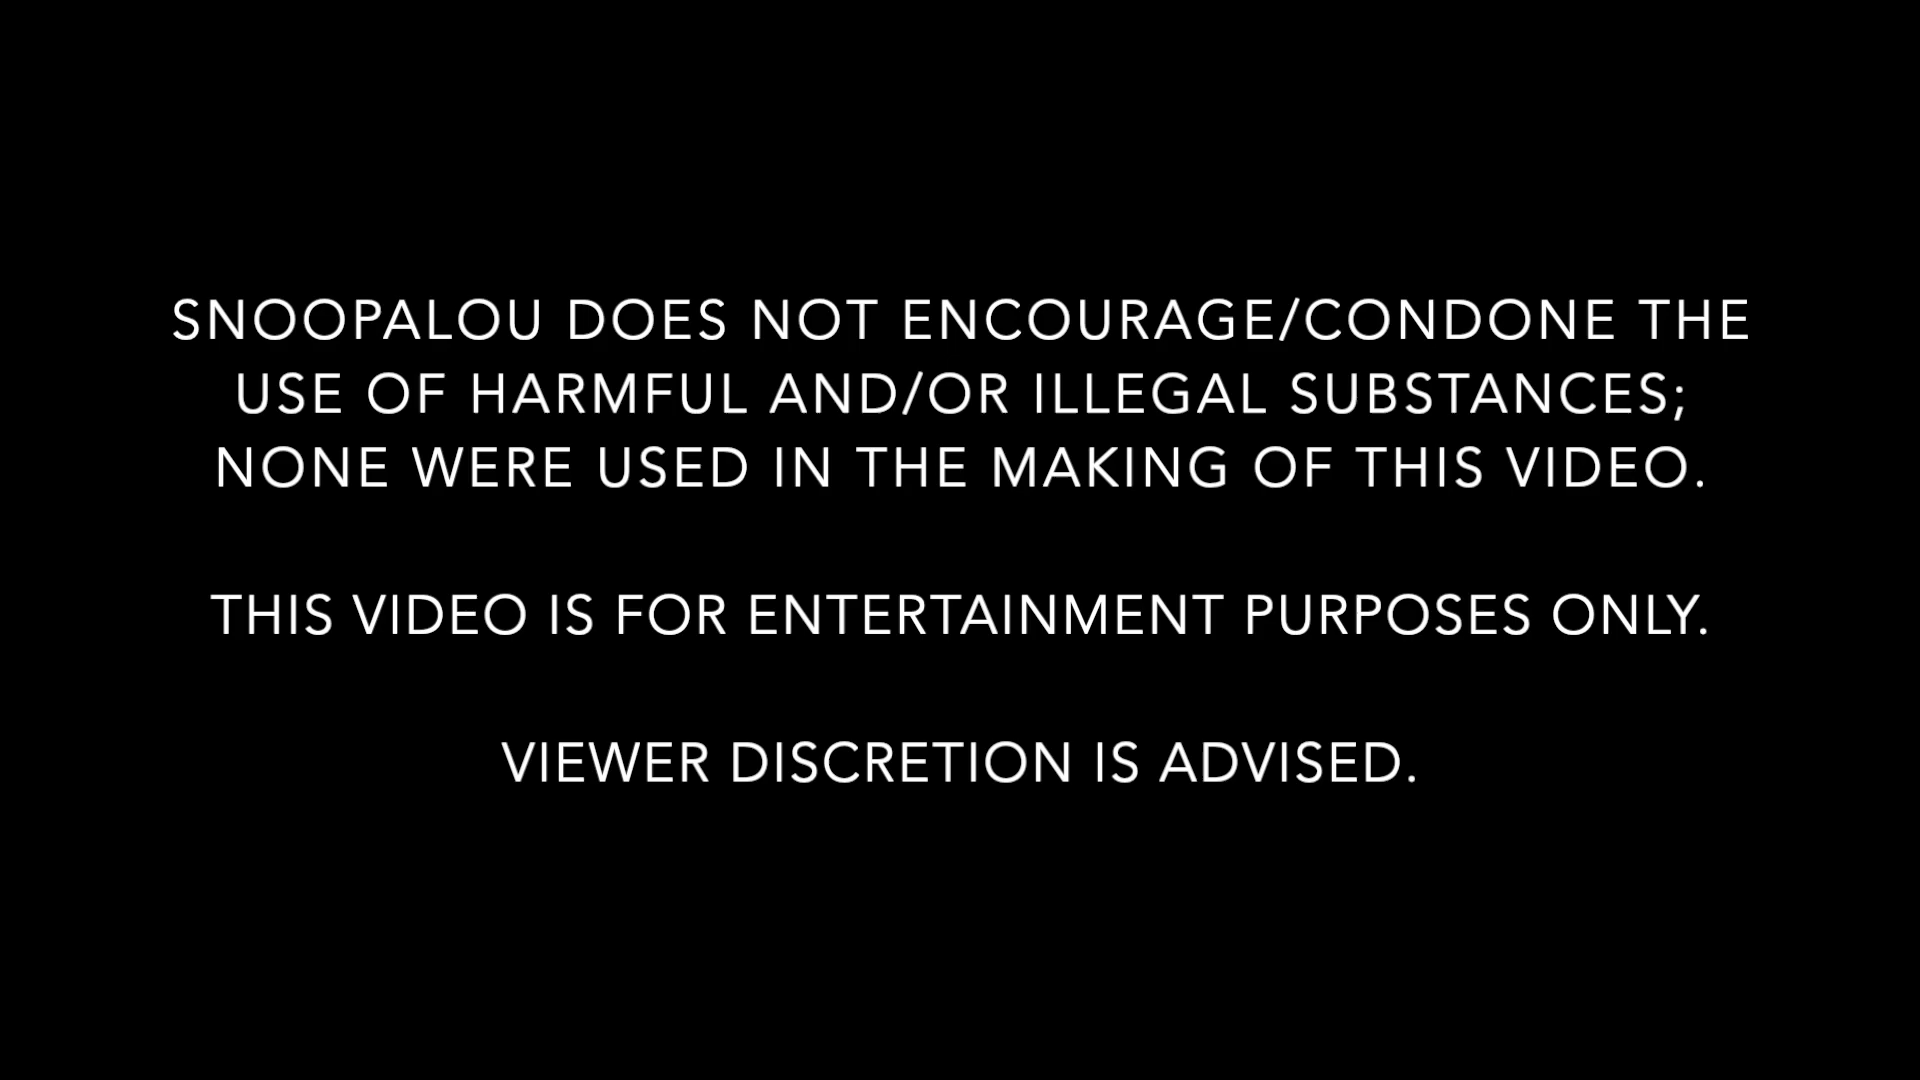 SNOOPALOU DOES NOT ENCOURAGE/CONDONE THE
USE OF HARMFUL AND/OR ILLEGAL SUBSTANCES;
NONE WERE USED IN THE MAKING OF THIS VIDEO.
THIS VIDEO IS FOR ENTERTAINMENT PURPOSES ONLY.
VIEWER DISCRETION IS ADVISED.